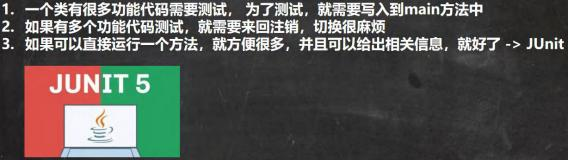 1. 一个类有很多功能代码需要测试，为了测试，就需要写入到main方法中
2. 如果有多个功能代码测试，就需要来回注销，切换很麻烦
3. 如果可以直接运行一个方法，就方便很多，并且可以给出相关信息，就好了 -> JUnit
JUNIT 5